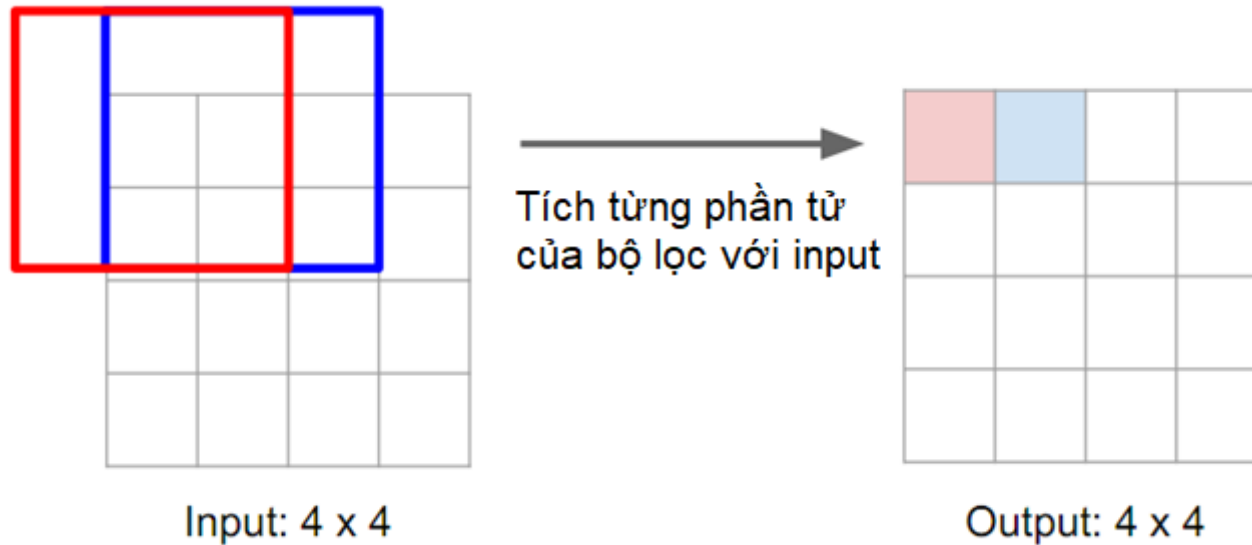 Tích từng phần tử
của bộ lọc với input
Input: 4 x 4
Output: 4 x 4